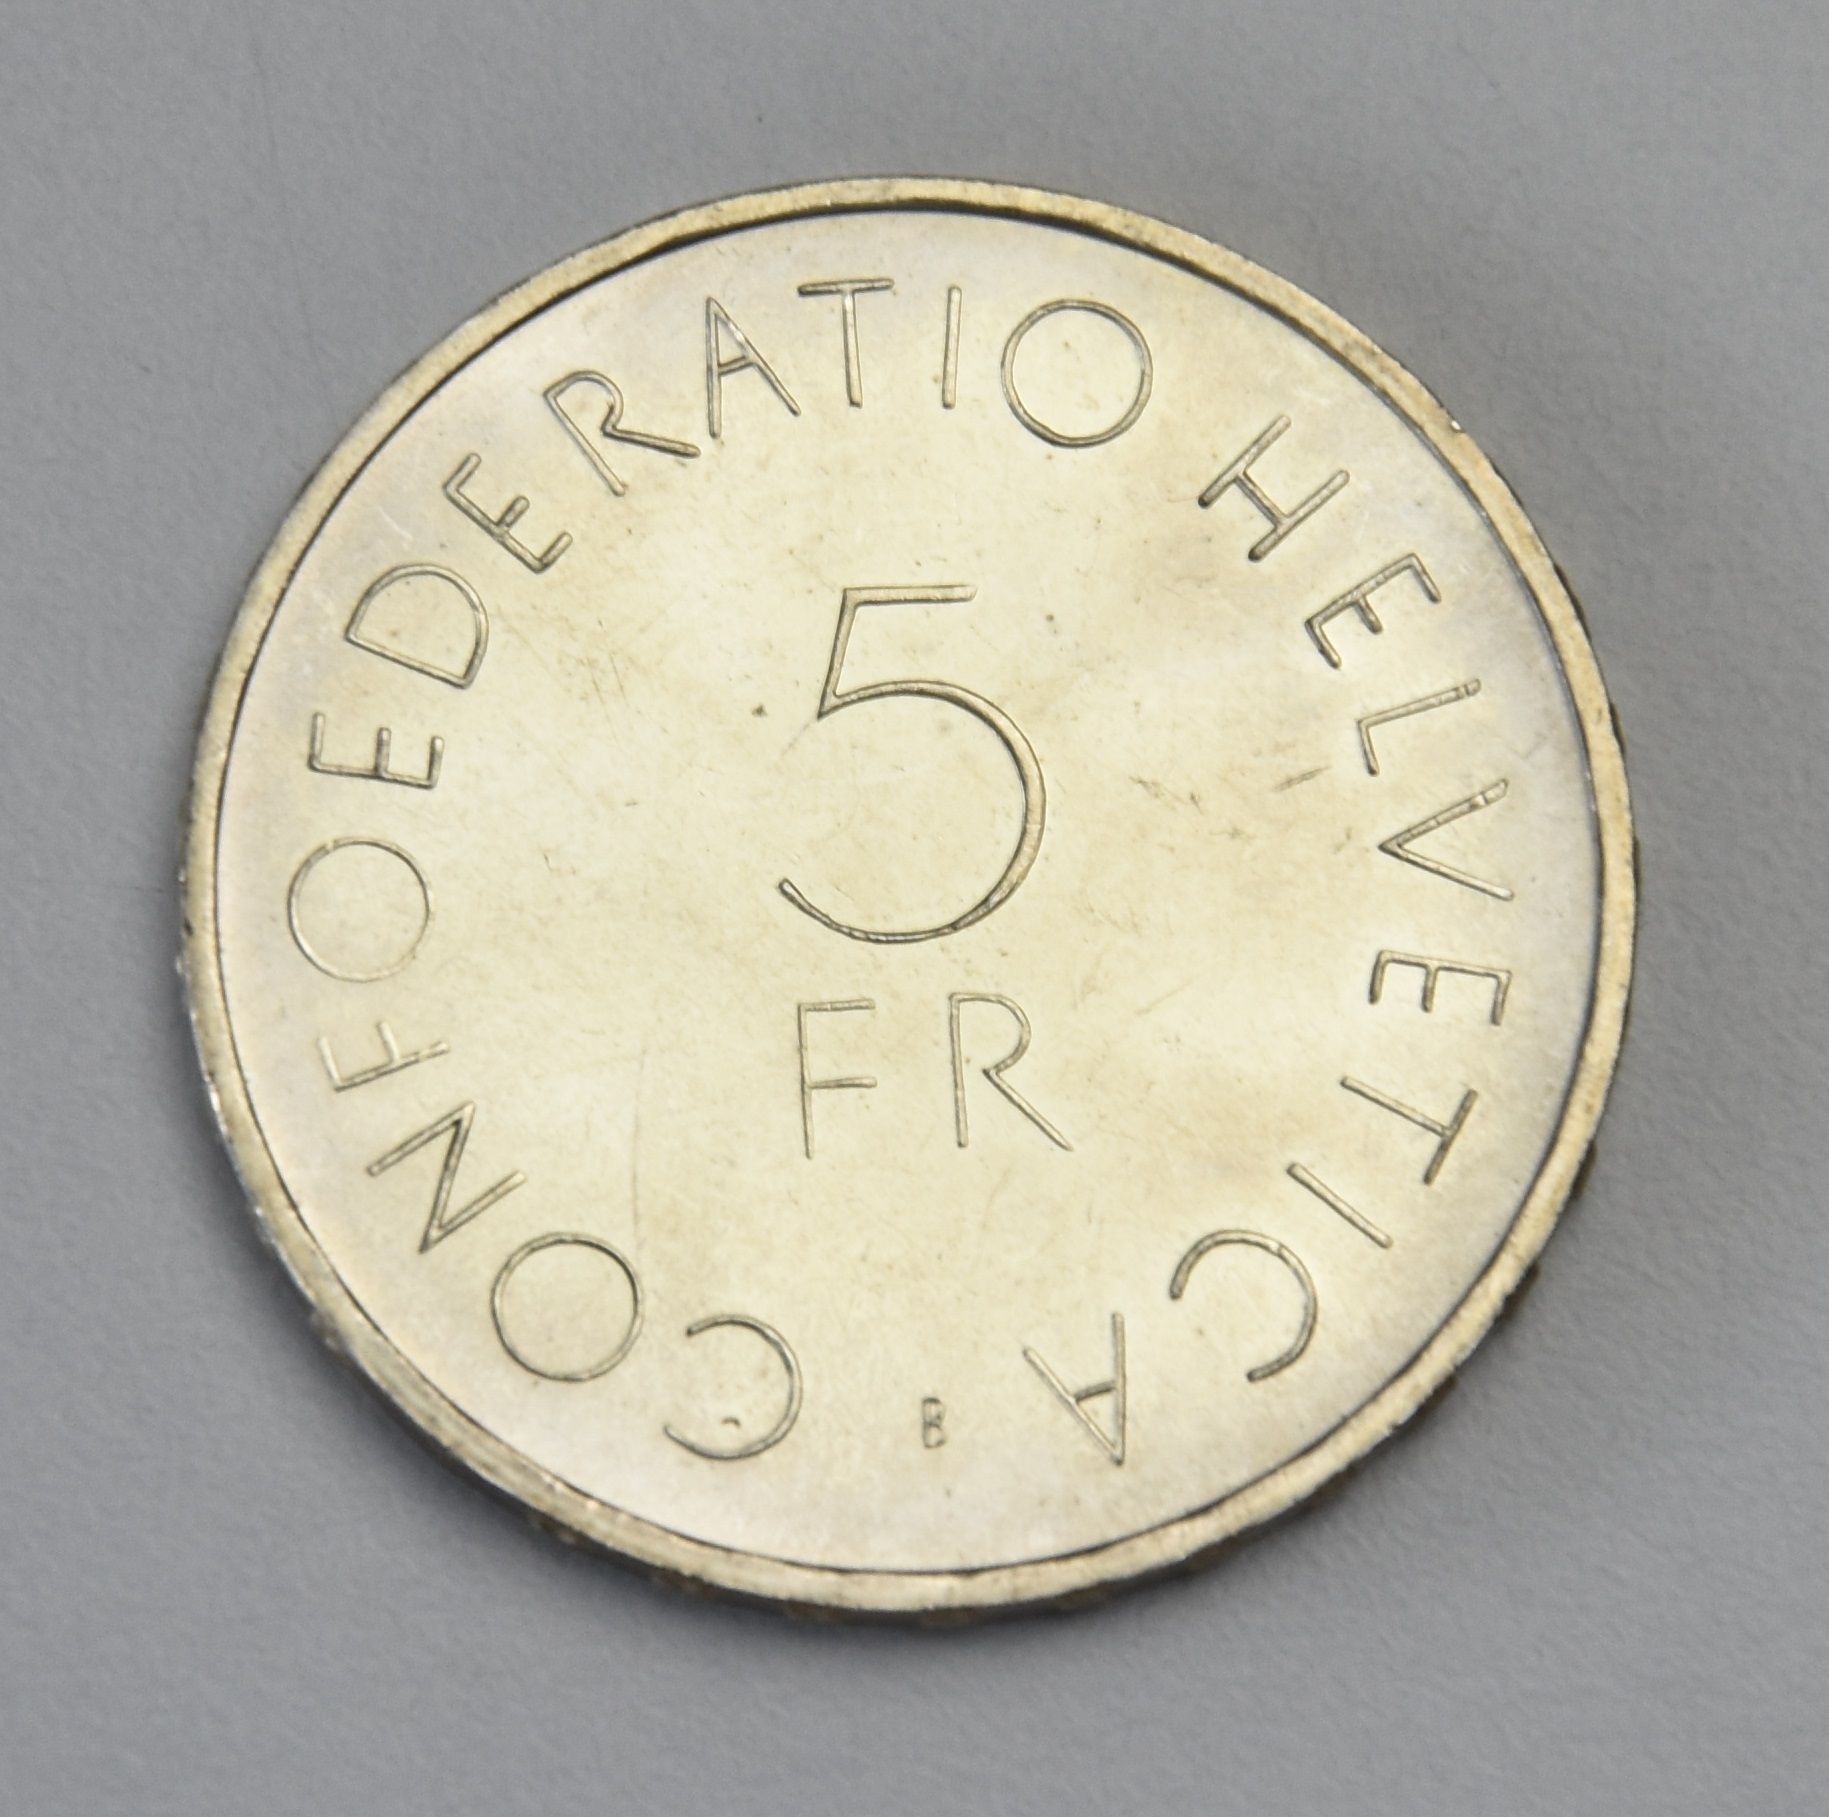 CONFOEDERATIO HELVETICA
5
FR
B